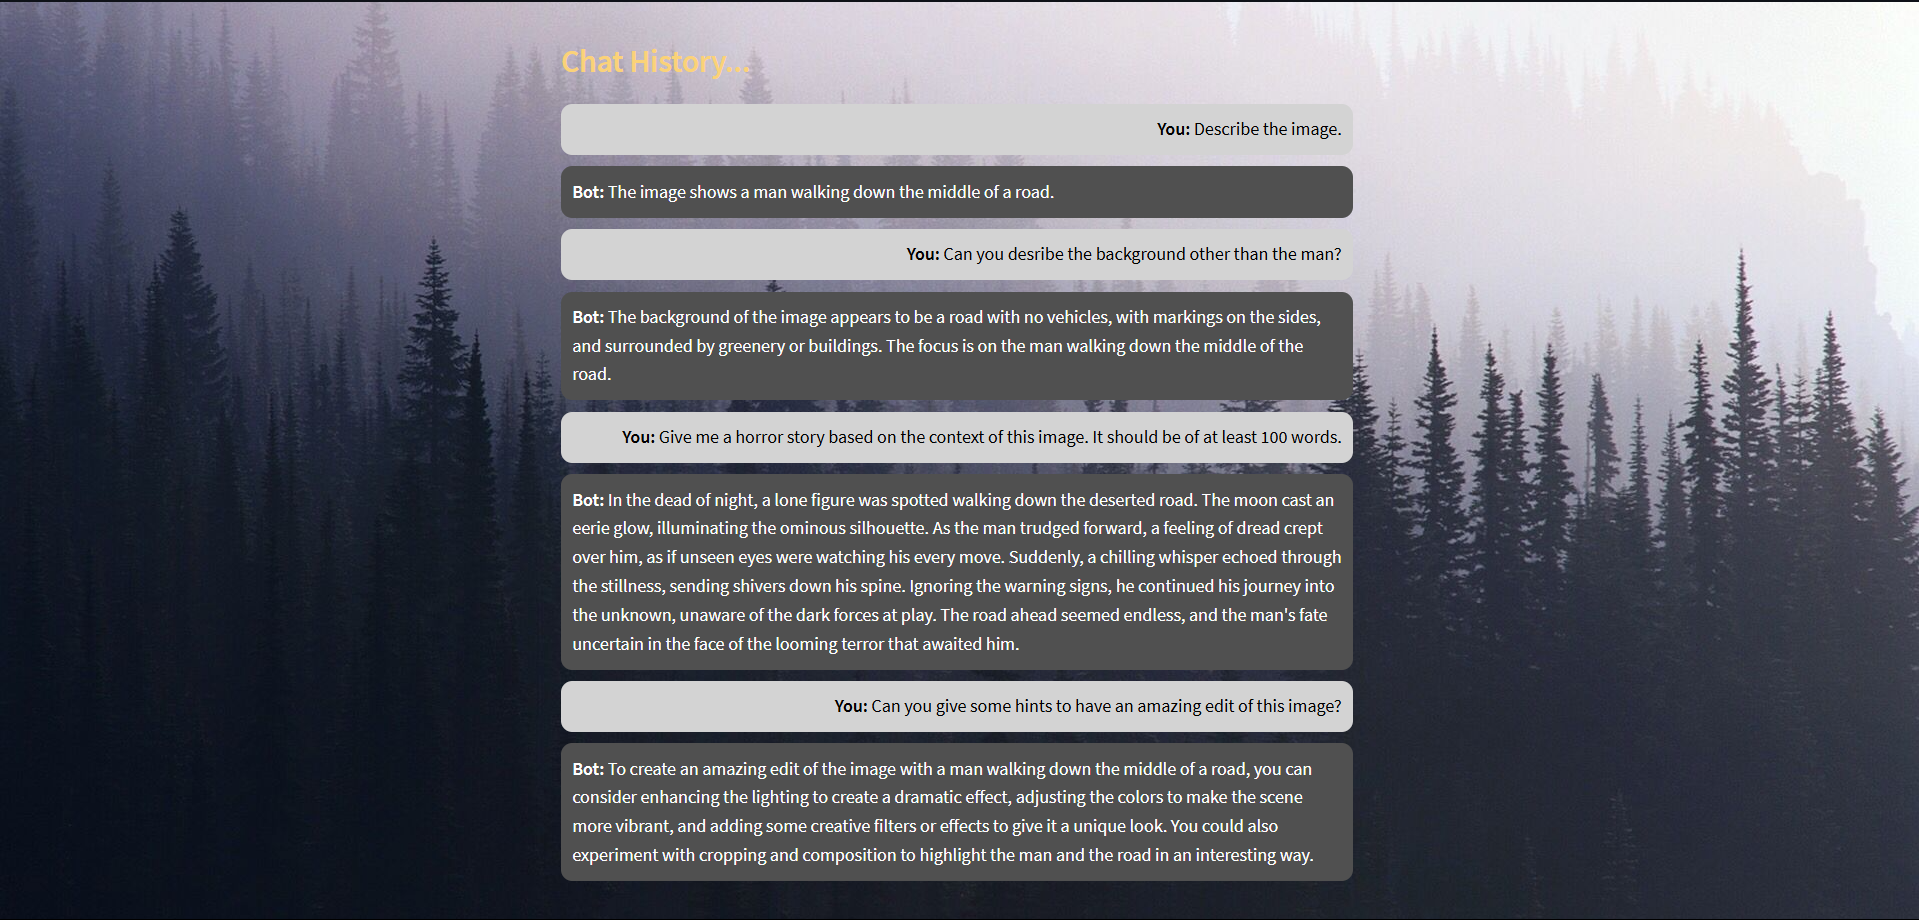 Chat History...
You: Describe the image.
Bot: The image shows a man walking down the middle of a road.
You: Can you desribe the background other than the man?
Bot: The background of the image appears to be a road with no vehicles, with markings on the sides,
and surrounded by greenery or buildings. The focus is on the man walking down the middle of the
road.
You: Give me a horror story based on the context of this image. It should be of at least 100 words.
Bot: In the dead of night, a lone figure was spotted walking down the deserted road. The moon cast an
eerie glow, illuminating the ominous silhouette. As the man trudged forward, a feeling of dread crept
over him, as if unseen eyes were watching his every move. Suddenly, a chilling whisper echoed through
the stillness, sending shivers down his spine. Ignoring the warning signs, he continued his journey into
the unknown, unaware of the dark forces at play. The road ahead seemed endless, and the man's fate
uncertain in the face of the looming terror that awaited him.
You: Can you give some hints to have an amazing edit of this image?
Bot: To create an amazing edit of the image with a man walking down the middle of a road, you can
consider enhancing the lighting to create a dramatic effect, adjusting the colors to make the scene
more vibrant, and adding some creative filters or effects to give it a unique look. You could also
experiment with cropping and composition to highlight the man and the road in an interesting way.